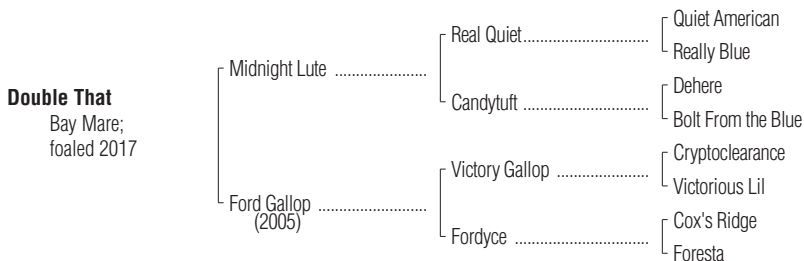 Double That
Bay Mare;
foaled 2017
Midnight Lute ........................
Ford Gallop ............................
(2005)
Real Quiet.................................
Candytuft .................................
Victory Gallop ........................
Fordyce ...................................
Quiet American
Really Blue
Dehere
Bolt From the Blue
Cryptoclearance
Victorious Lil
Cox's Ridge
Foresta